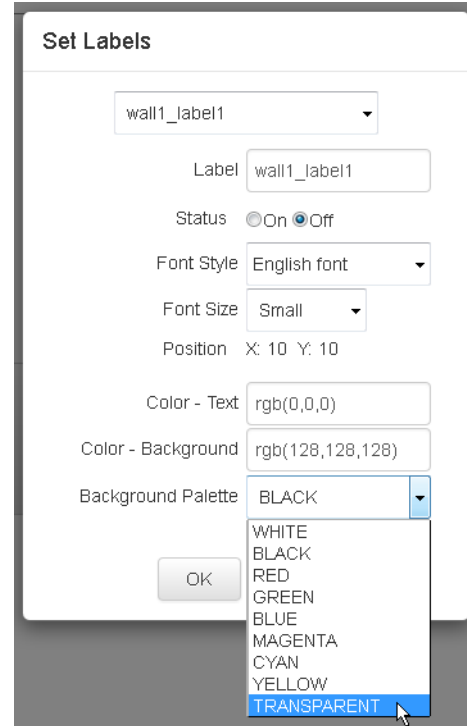 Set Labels
wall1_label1
Label wall1_label1
Status On Off
Font Style English font
Font Size Small
Position X: 10 Y: 10
Color - Text rgb(0,0,0)
Color - Background rgb(128,128,128)
Background Palette BLACK
WHITE
BLACK
RED
OK GREEN
BLUE
MAGENTA
CYAN
YELLOW
TRANSPARENT